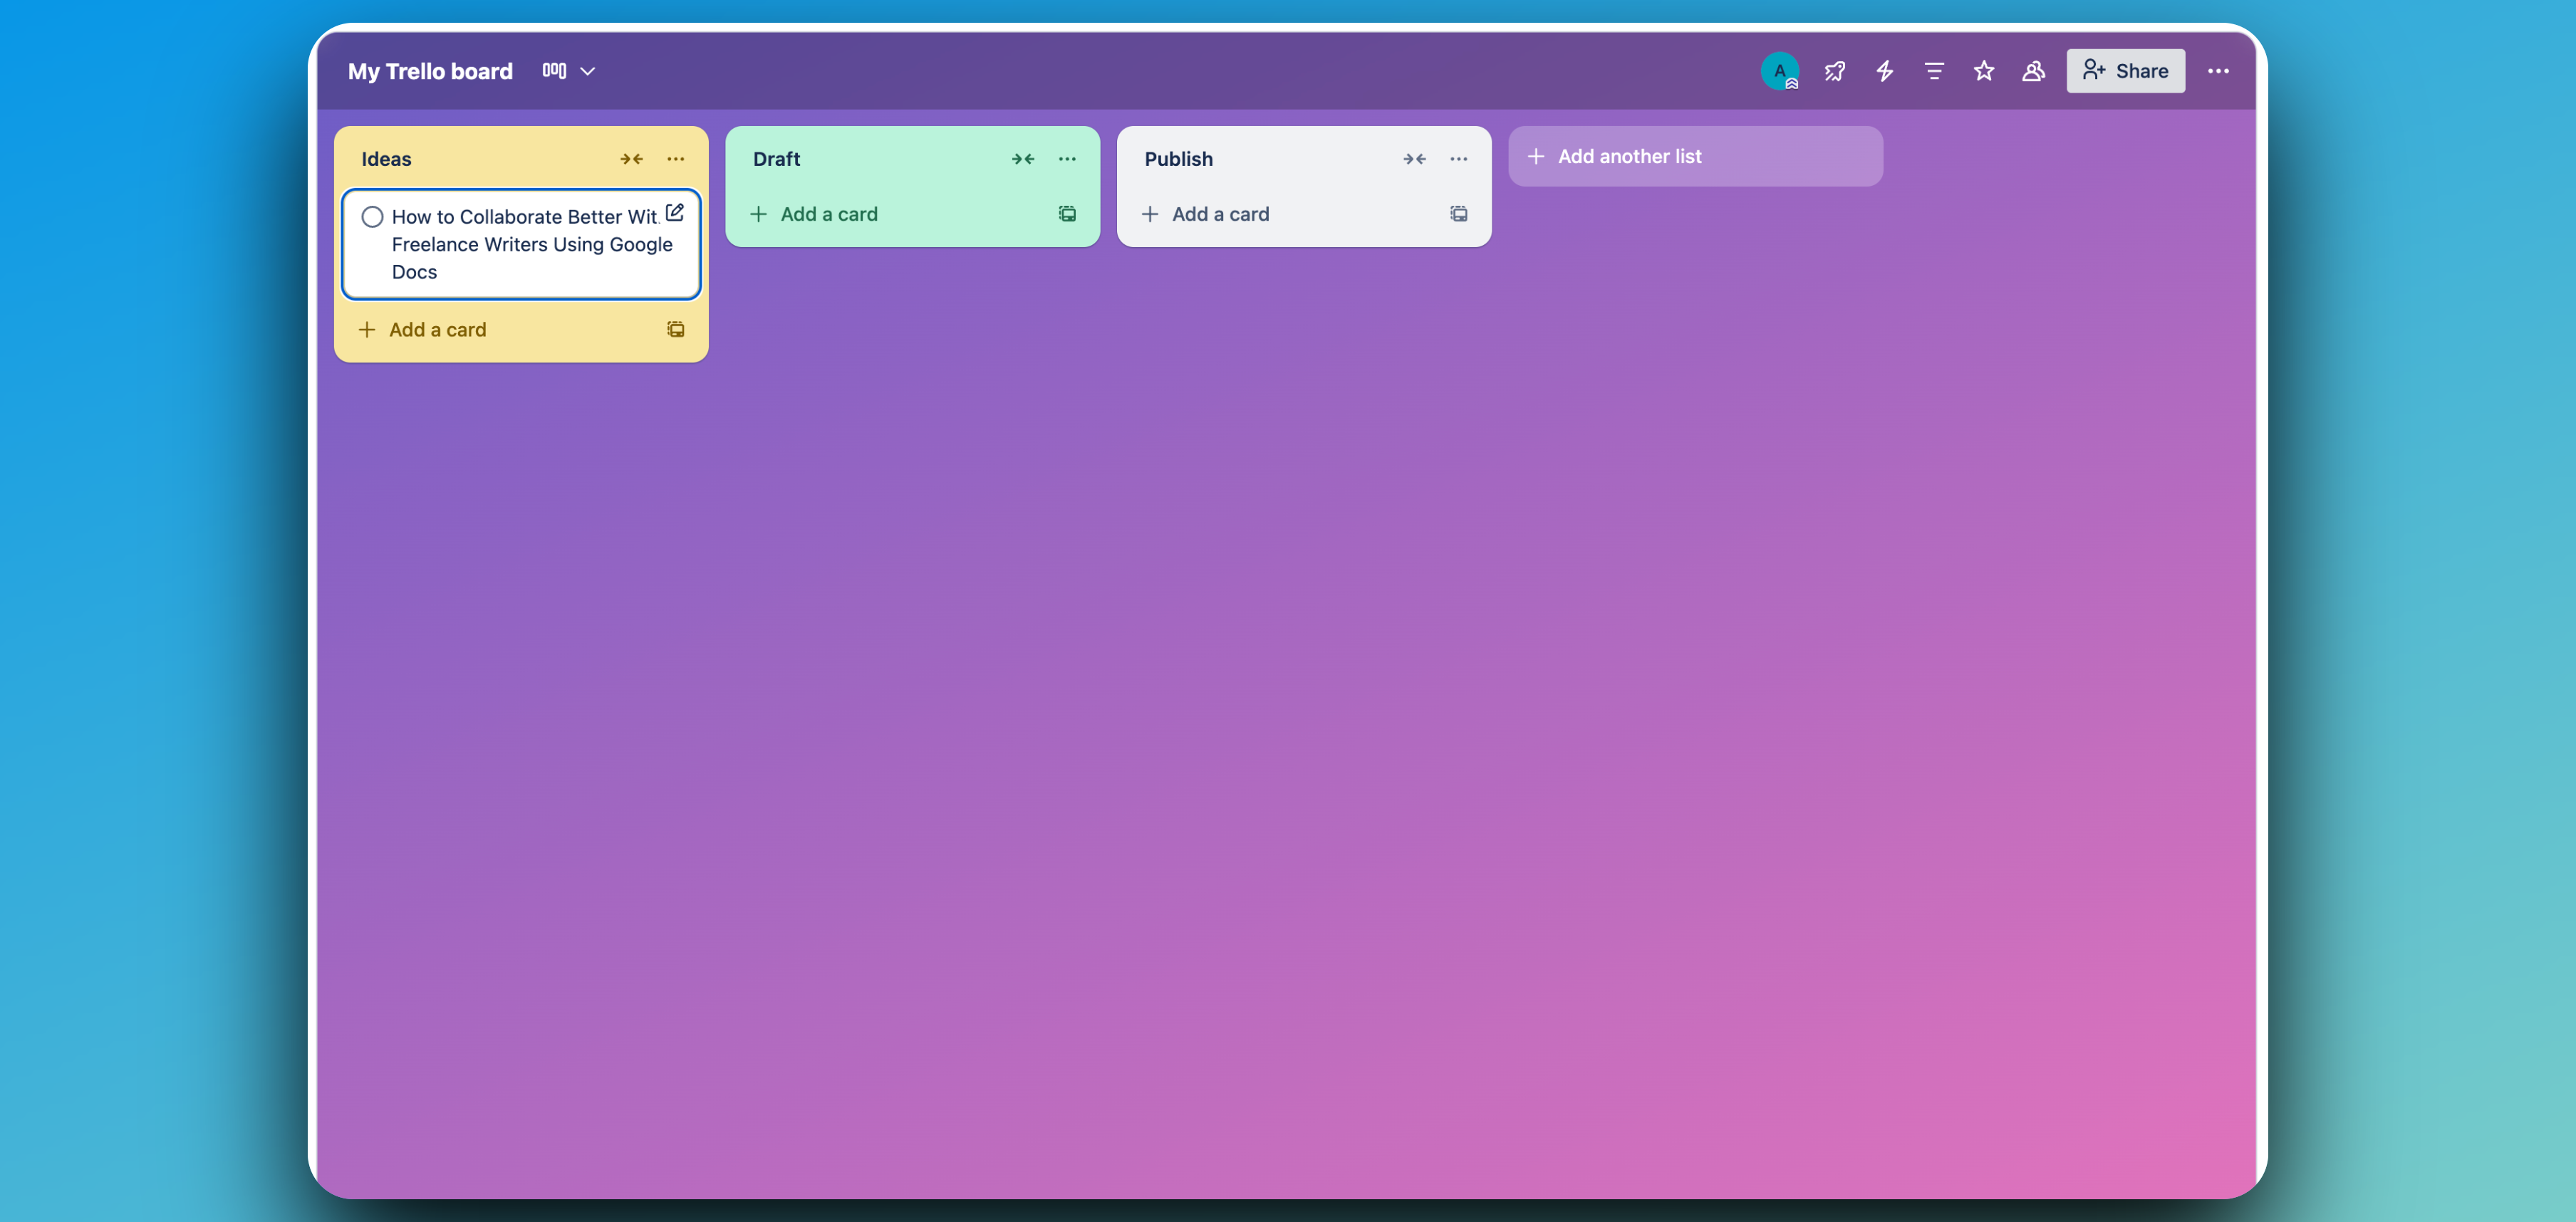 My Trello board
A
Share
Ideas
How to Collaborate Better Wit
Freelance Writers Using Google
Docs
Add a card
Draft
Add a card
Publish
Add a card
Add another list